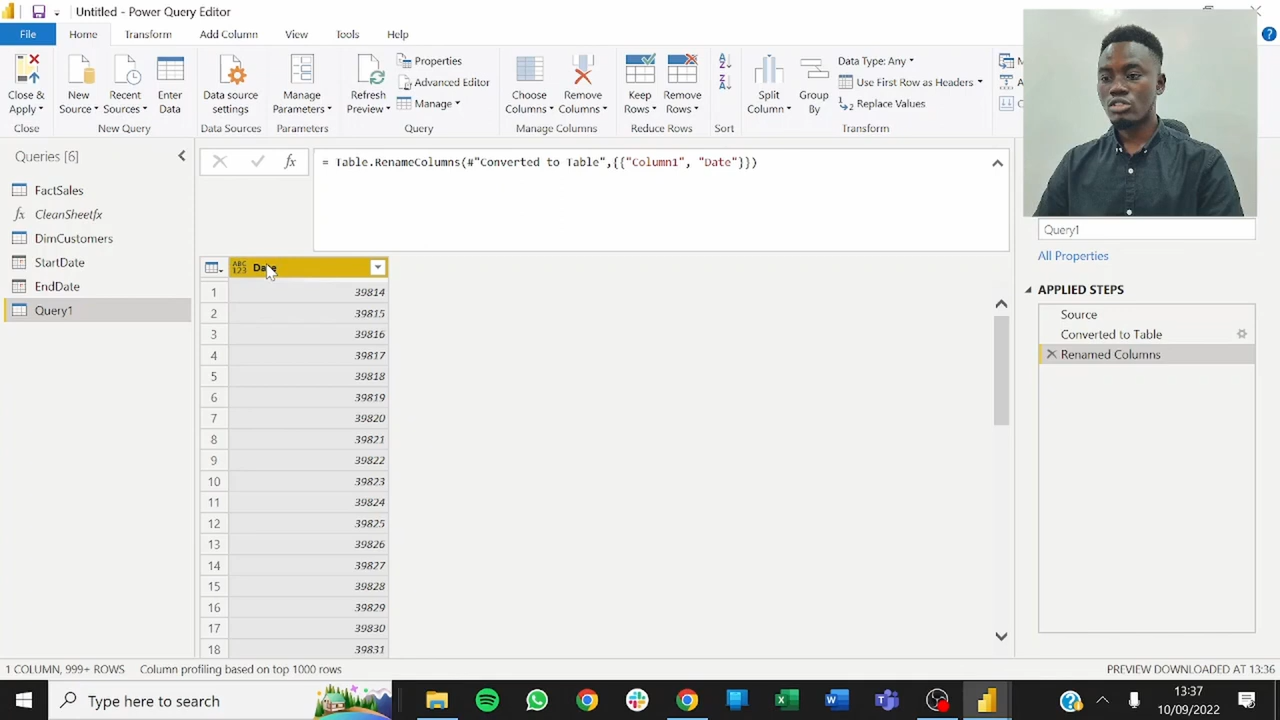 Untitled - Power Query Editor
File
Home
Transform
Add Column
View
Tools
Help
Close &
Apply
Close
New
Source
Recent
Sources
Enter
Data
New Query
Data source
settings
Data Sources
Manage
Parameters
Parameters
Refresh
Preview
Properties
Advanced Editor
Manage
Query
Choose
Columns
Remove
Columns
Manage Columns
Keep
Rows
Remove
Rows
Reduce Rows
Sort
Split
Column
Group
By
Data Type: Any
Use First Row as Headers
Replace Values
Transform
Queries [6]
FactSales
fx CleanSheetfx
DimCustomers
StartDate
EndDate
Query1
fx
= Table.RenameColumns(#"Converted to Table",{{"Column1", "Date"}})
ABC
123
Date
1 39814
2 39815
3 39816
4 39817
5 39818
6 39819
7 39820
8 39821
9 39822
10 39823
11 39824
12 39825
13 39826
14 39827
15 39828
16 39829
17 39830
18 39831
Query1
All Properties
APPLIED STEPS
Source
Converted to Table
Renamed Columns
1 COLUMN, 999+ ROWS
Column profiling based on top 1000 rows
PREVIEW DOWNLOADED AT 13:36
Type here to search
13:37
10/09/2022